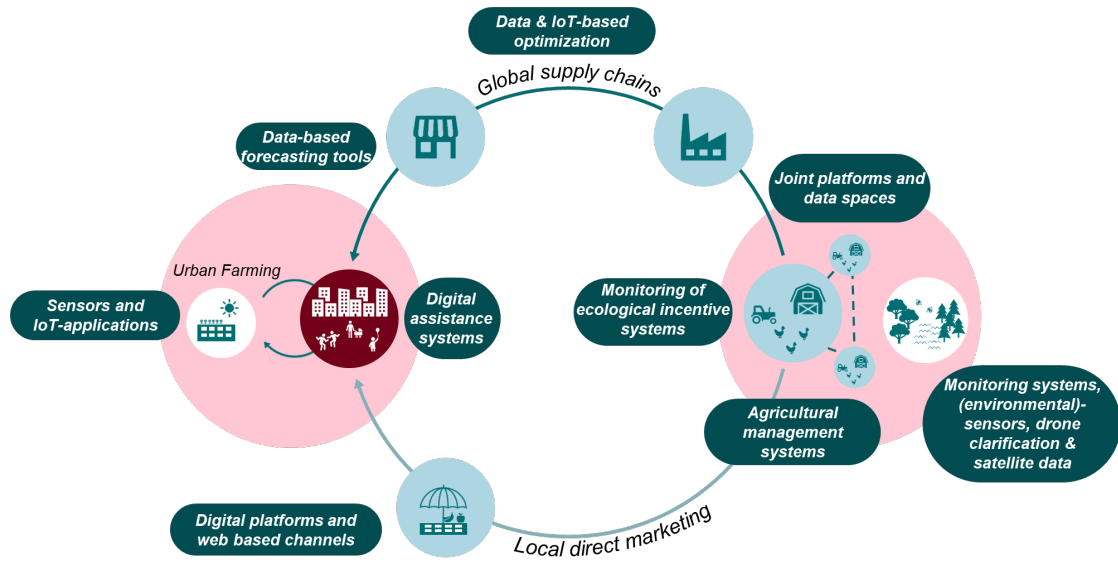 Data & IoT-based
optimization
Global supply chains
Data-based
forecasting tools
Joint platforms and
data spaces
Urban Farming
Sensors and
IoT-applications
Digital
assistance
systems
Monitoring of
ecological incentive
systems
Agricultural
management
systems
Monitoring systems,
(environmental)-
sensors, drone
clarification &
satellite data
Digital platforms and
web based channels
Local direct marketing